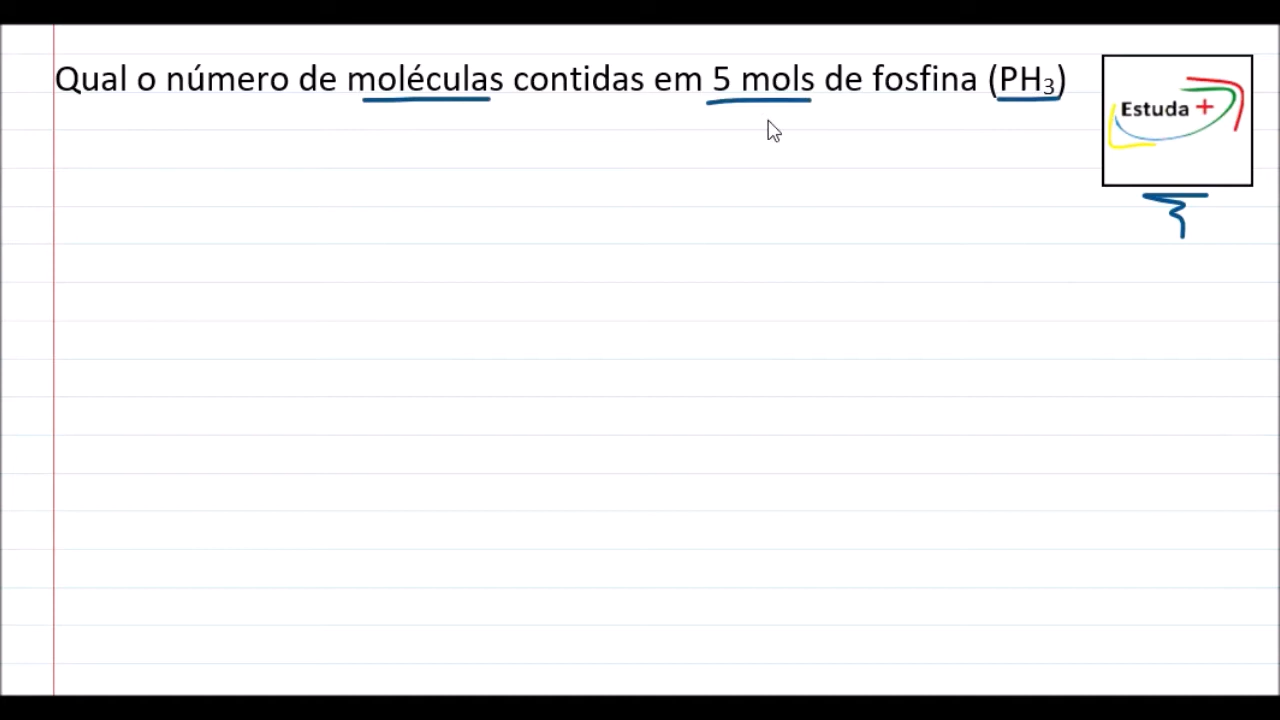 Qual o número de moléculas contidas em 5 mols de fosfina (PH₃)
Estuda +